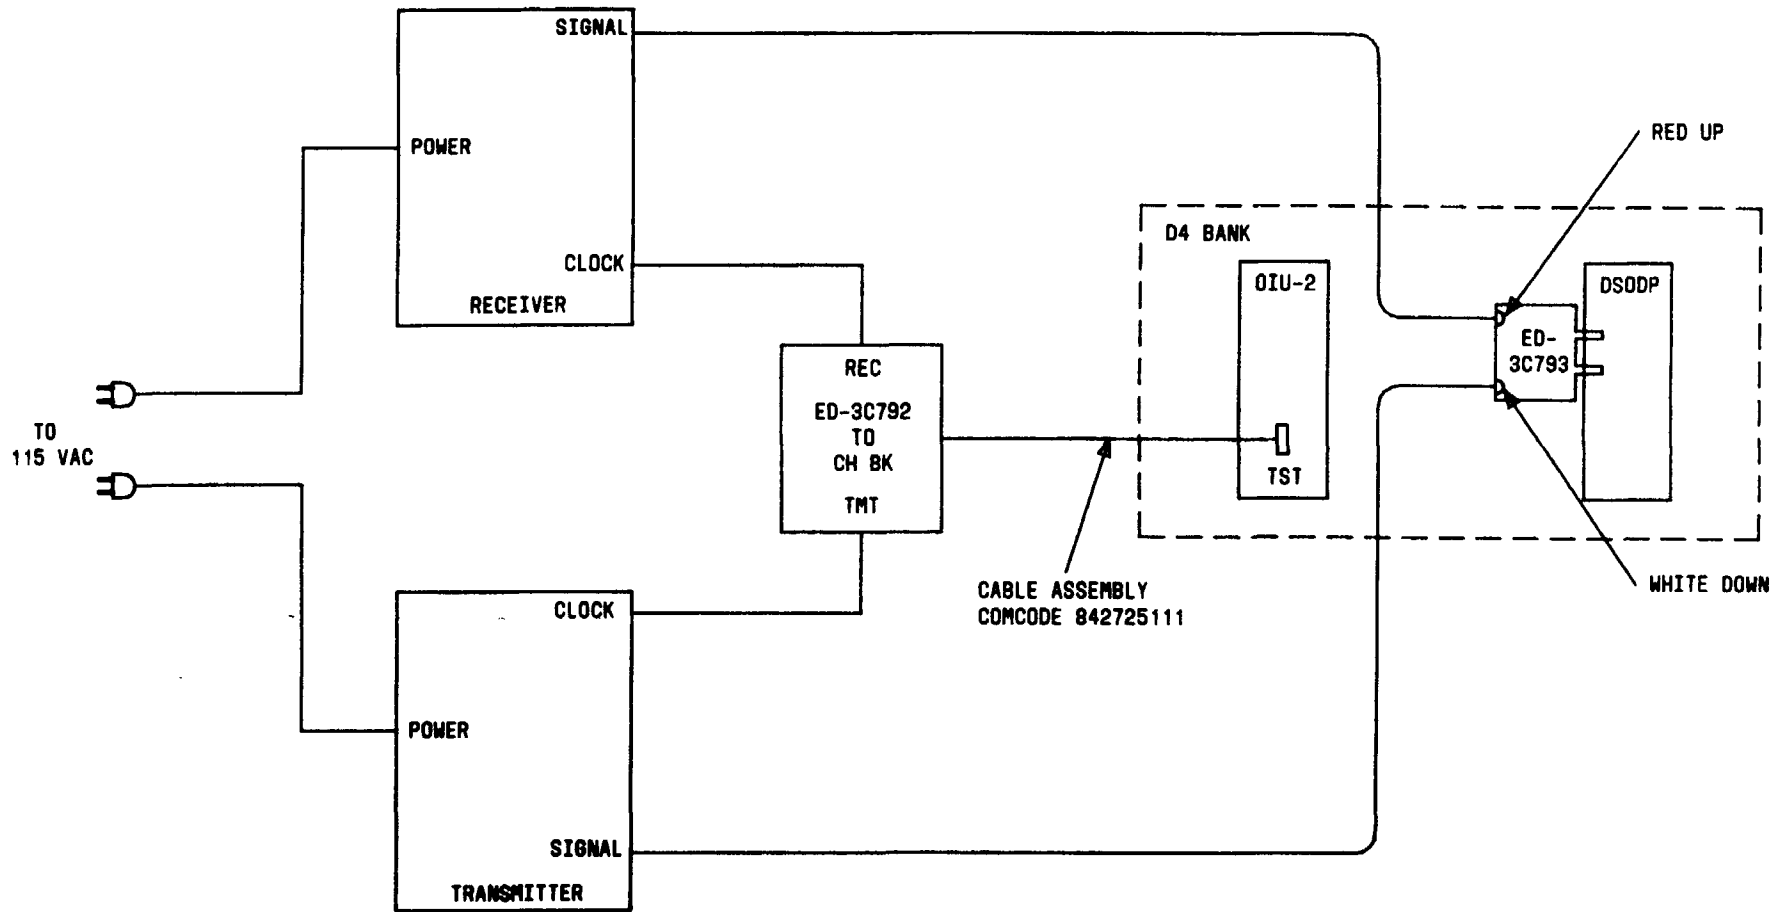 SIGNAL
POWER
CLOCK
RECEIVER
RED UP
D4 BANK
OIU-2
TST
DSODP
ED-
3C793
REC
ED-3C792
TO
CH BK
TMT
TO
115 VAC
CABLE ASSEMBLY
COMCODE 842725111
WHITE DOWN
CLOCK
POWER
SIGNAL
TRANSMITTER